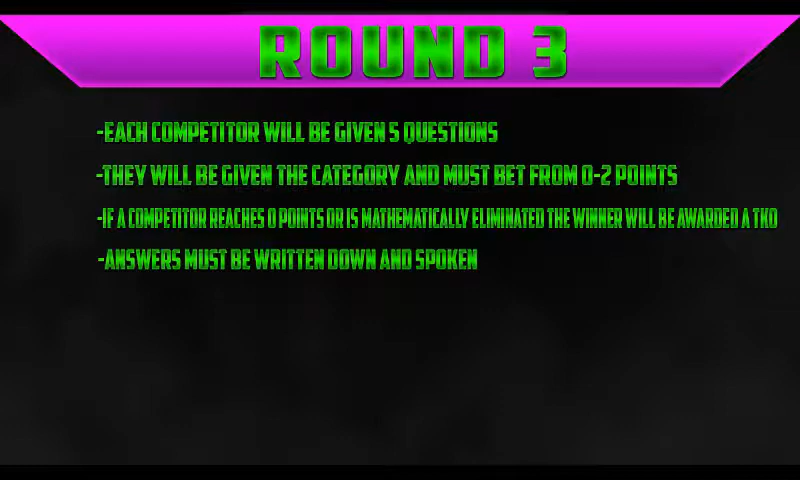 ROUND 3
-EACH COMPETITOR WILL BE GIVEN 5 QUESTIONS
-THEY WILL BE GIVEN THE CATEGORY AND MUST BET FROM 0-2 POINTS
-IF A COMPETITOR REACHES 0 POINTS OR IS MATHEMATICALLY ELIMINATED THE WINNER WILL BE AWARDED A TKO
-ANSWERS MUST BE WRITTEN DOWN AND SPOKEN